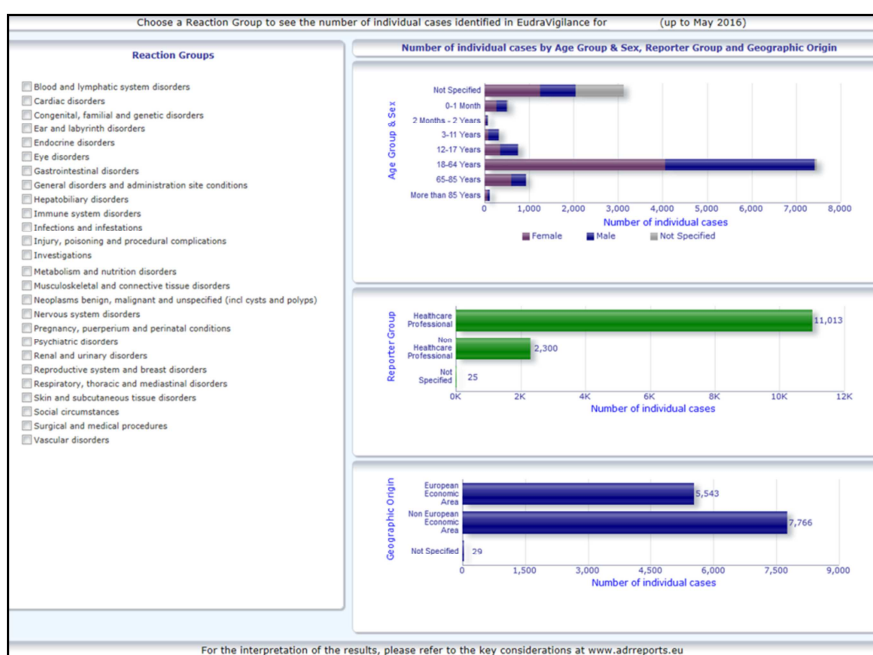 Choose a Reaction Group to see the number of individual cases identified in EudraVigilance for (up to May 2016)
Reaction Groups
Blood and lymphatic system disorders
Cardiac disorders
Congenital, familial and genetic disorders
Ear and labyrinth disorders
Endocrine disorders
Eye disorders
Gastrointestinal disorders
General disorders and administration site conditions
Hepatobiliary disorders
Immune system disorders
Infections and infestations
Injury, poisoning and procedural complications
Investigations
Metabolism and nutrition disorders
Musculoskeletal and connective tissue disorders
Neoplasms benign, malignant and unspecified (incl cysts and polyps)
Nervous system disorders
Pregnancy, puerperium and perinatal conditions
Psychiatric disorders
Renal and urinary disorders
Reproductive system and breast disorders
Respiratory, thoracic and mediastinal disorders
Skin and subcutaneous tissue disorders
Social circumstances
Surgical and medical procedures
Vascular disorders
Number of individual cases by Age Group & Sex, Reporter Group and Geographic Origin
Age Group & Sex
Not Specified
0-1 Month
2 Months - 2 Years
3-11 Years
12-17 Years
18-64 Years
65-85 Years
More than 85 Years
0 1,000 2,000 3,000 4,000 5,000 6,000 7,000 8,000
Number of individual cases
Female Male Not Specified
Reporter Group
Healthcare
Professional
11,013
Non
Healthcare
Professional
2,300
Not
Specified
25
0K 2K 4K 6K 8K 10K 12K
Number of individual cases
Geographic Origin
European
Economic
Area
5,543
Non European
Economic
Area
7,766
Not Specified
29
0 1,500 3,000 4,500 6,000 7,500 9,000
Number of individual cases
For the interpretation of the results, please refer to the key considerations at www.adrreports.eu